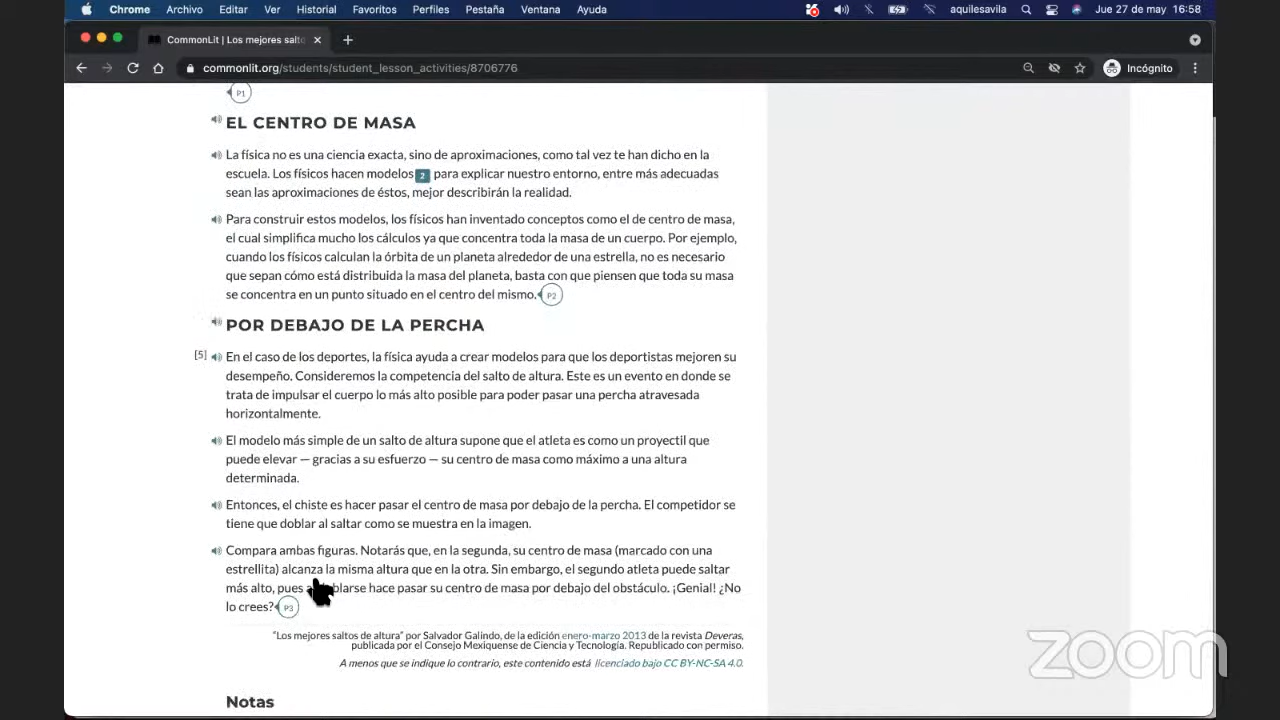 Chrome Archivo Editar Ver Historial Favoritos Perfiles Pestaña Ventana Ayuda aquilesavila Jue 27 de may 16:58
CommonLit | Los mejores salto
commonlit.org/students/student_lesson_activities/8706776 Incógnito
P1
EL CENTRO DE MASA
La física no es una ciencia exacta, sino de aproximaciones, como tal vez te han dicho en la
escuela. Los físicos hacen modelos 2 para explicar nuestro entorno, entre más adecuadas
sean las aproximaciones de éstos, mejor describirán la realidad.
Para construir estos modelos, los físicos han inventado conceptos como el de centro de masa,
el cual simplifica mucho los cálculos ya que concentra toda la masa de un cuerpo. Por ejemplo,
cuando los físicos calculan la órbita de un planeta alrededor de una estrella, no es necesario
que sepan cómo está distribuida la masa del planeta, basta con que piensen que toda su masa
se concentra en un punto situado en el centro del mismo. P2
POR DEBAJO DE LA PERCHA
[5] En el caso de los deportes, la física ayuda a crear modelos para que los deportistas mejoren su
desempeño. Consideremos la competencia del salto de altura. Este es un evento en donde se
trata de impulsar el cuerpo lo más alto posible para poder pasar una percha atravesada
horizontalmente.
El modelo más simple de un salto de altura supone que el atleta es como un proyectil que
puede elevar — gracias a su esfuerzo — su centro de masa como máximo a una altura
determinada.
Entonces, el chiste es hacer pasar el centro de masa por debajo de la percha. El competidor se
tiene que doblar al saltar como se muestra en la imagen.
Compara ambas figuras. Notarás que, en la segunda, su centro de masa (marcado con una
estrellita) alcanza la misma altura que en la otra. Sin embargo, el segundo atleta puede saltar
más alto, pues blarse hace pasar su centro de masa por debajo del obstáculo. ¡Genial! ¿No
lo crees? P3
"Los mejores saltos de altura" por Salvador Galindo, de la edición enero-marzo 2013 de la revista Deveras,
publicada por el Consejo Mexiquense de Ciencia y Tecnología. Republicado con permiso.
A menos que se indique lo contrario, este contenido está licenciado bajo CC BY-NC-SA 4.0.
zoom
Notas